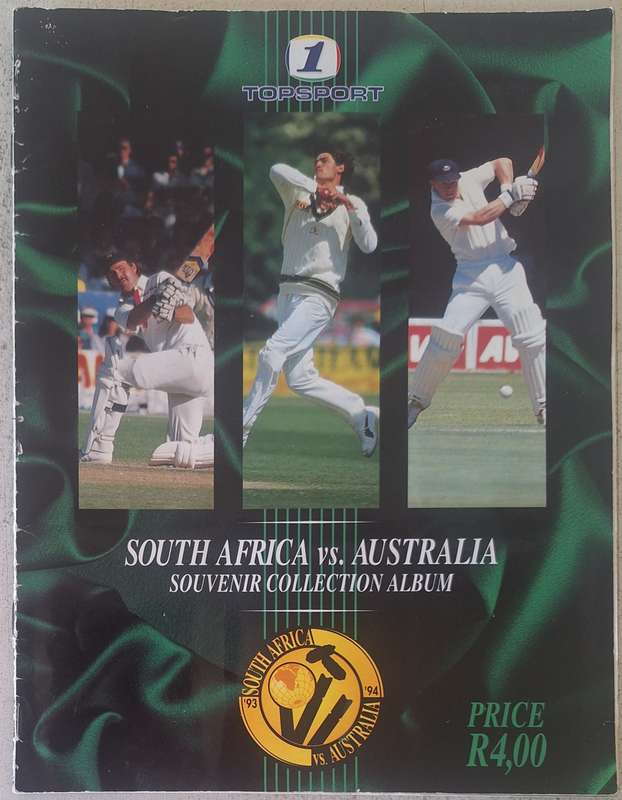 1
TOPSPORT
SOUTH AFRICA vs. AUSTRALIA
SOUVENIR COLLECTION ALBUM
SOUTH AFRICA
'93
'94
vs. AUSTRALIA
PRICE
R4,00